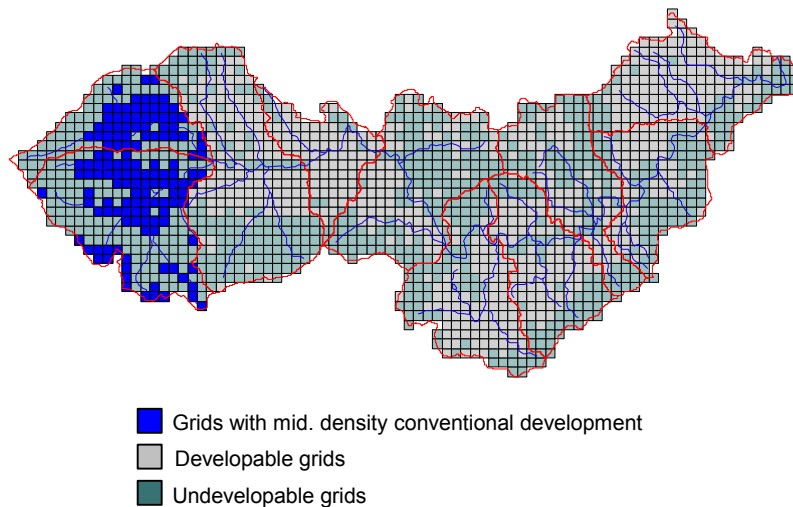 Grids with mid. density conventional development
Developable grids
Undevelopable grids